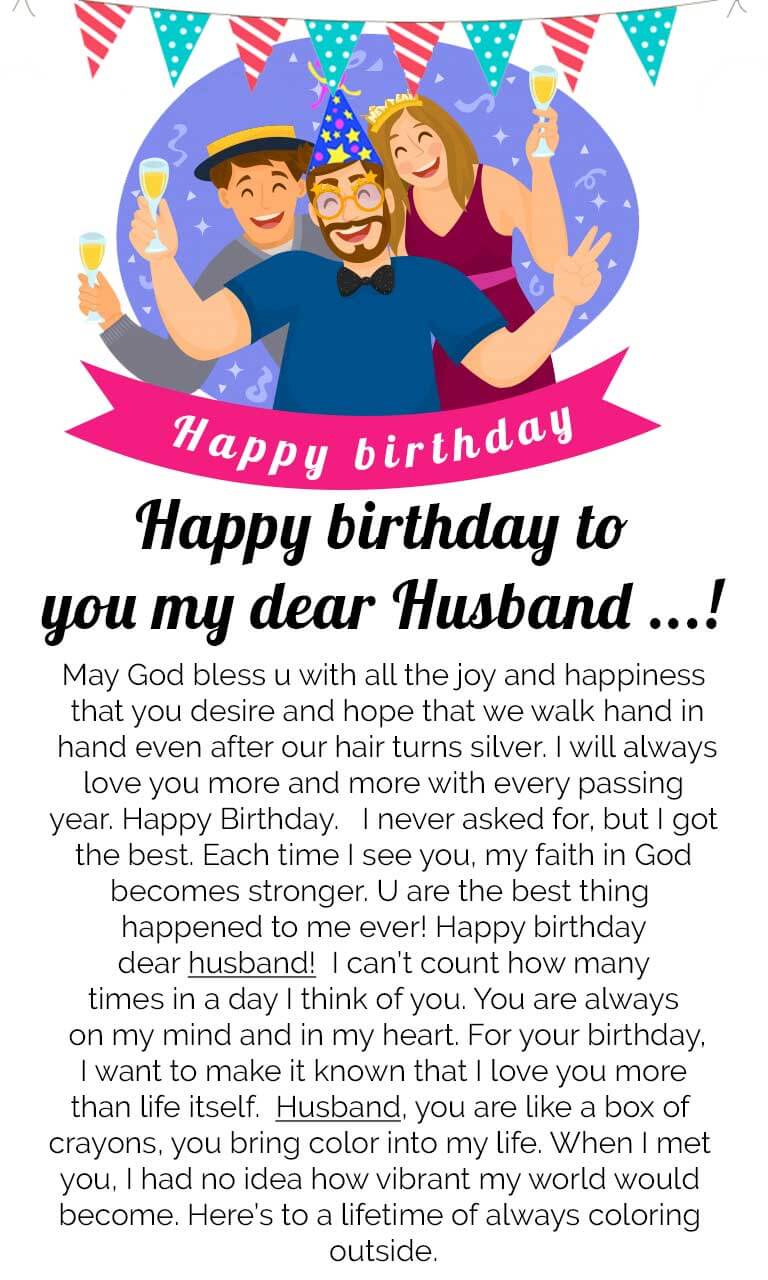 NEW YEAR
Happy birthday
Happy birthday to
you my dear Husband ...!
May God bless u with all the joy and happiness
that you desire and hope that we walk hand in
hand even after our hair turns silver. I will always
love you more and more with every passing
year. Happy Birthday.   I never asked for, but I got
the best. Each time I see you, my faith in God
becomes stronger. U are the best thing
happened to me ever! Happy birthday
dear husband!  I can't count how many
times in a day I think of you. You are always
on my mind and in my heart. For your birthday,
I want to make it known that I love you more
than life itself.  Husband, you are like a box of
crayons, you bring color into my life. When I met
you, I had no idea how vibrant my world would
become. Here's to a lifetime of always coloring
outside.